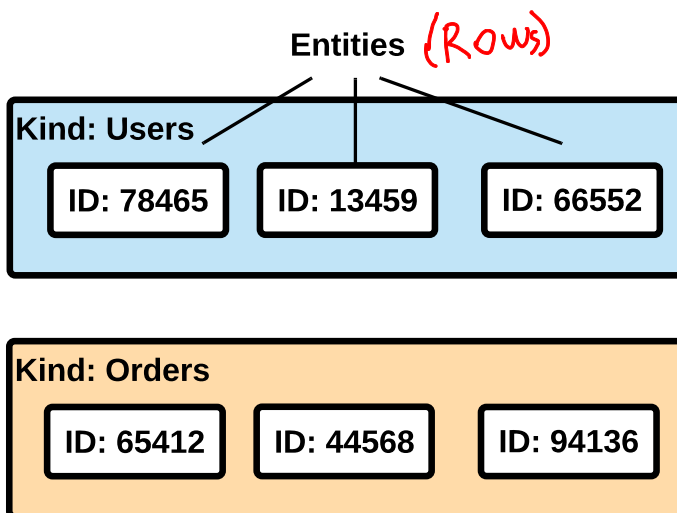 Entities (Rows)
Kind: Users
ID: 78465 ID: 13459 ID: 66552
Kind: Orders
ID: 65412 ID: 44568 ID: 94136